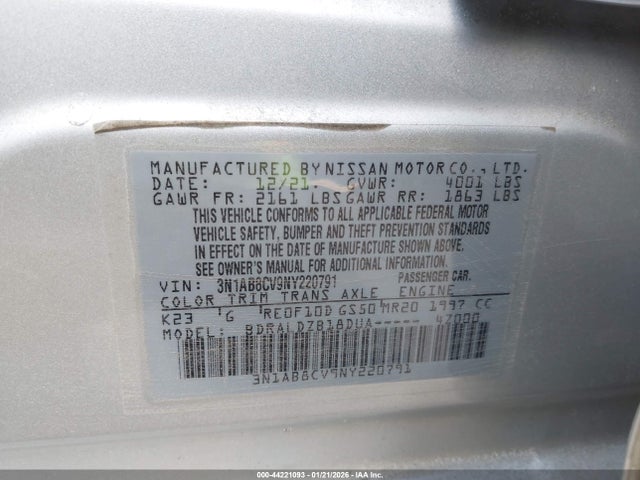 MANUFACTURED BY NISSAN MOTOR CO., LTD.
DATE: 12/21 GVWR: 4001 LBS
GAWR FR: 2161 LBS GAWR RR: 1863 LBS
THIS VEHICLE CONFORMS TO ALL APPLICABLE FEDERAL MOTOR
VEHICLE SAFETY, BUMPER AND THEFT PREVENTION STANDARDS
IN EFFECT ON THE DATE OF MANUFACTURE SHOWN ABOVE.
SEE OWNER'S MANUAL FOR ADDITIONAL INFORMATION.
VIN: 3N1AB8CV9NY220791 PASSENGER CAR.
COLOR TRIM TRANS AXLE ENGINE
K23 G RE0F10D GS50 MR20 1997 CC
MODEL: BDRALDZB18DUA----- 47000
3N1AB8CV9NY220791
000-44221093 - 01/21/2026 - IAA.COM